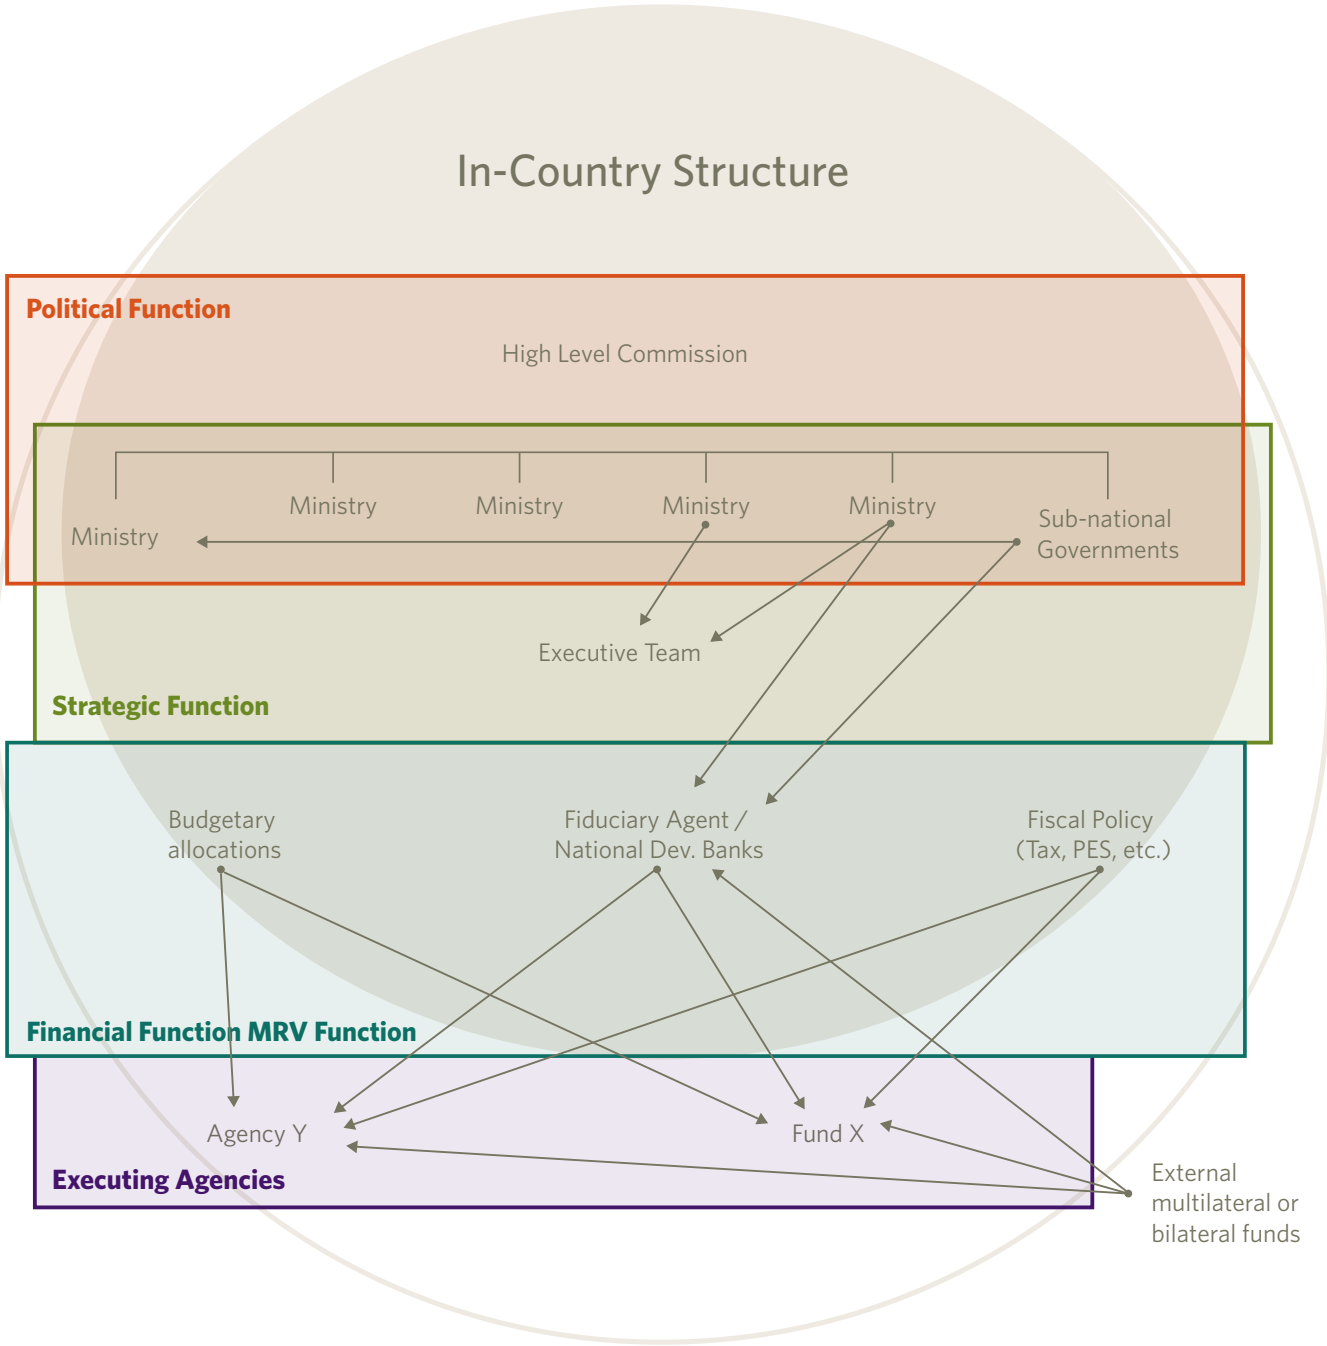 In-Country Structure
Political Function
High Level Commission
Ministry
Ministry
Ministry
Ministry
Ministry
Sub-national
Governments
Executive Team
Strategic Function
Budgetary
allocations
Fiduciary Agent /
National Dev. Banks
Fiscal Policy
(Tax, PES, etc.)
Financial Function MRV Function
Agency Y
Fund X
Executing Agencies
External
multilateral or
bilateral funds